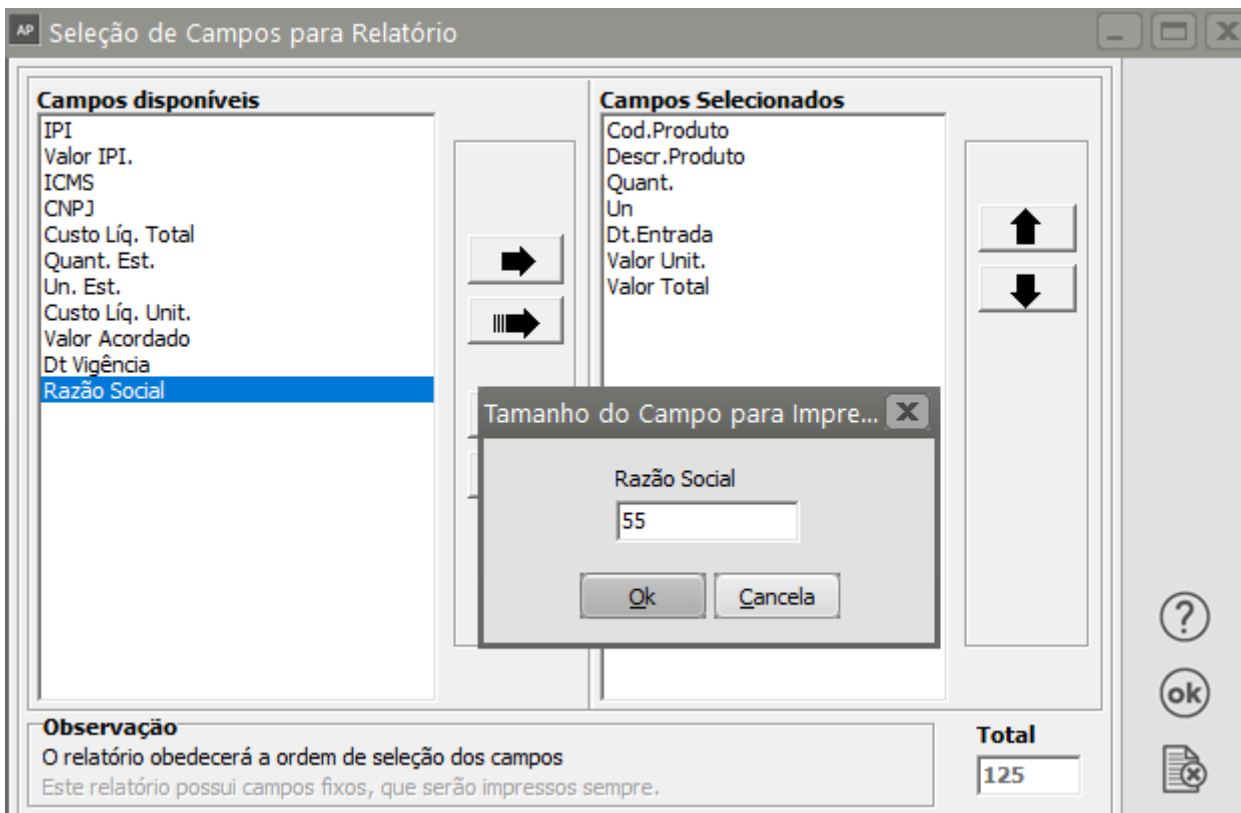 AP Seleção de Campos para Relatório
Campos disponíveis
IPI
Valor IPI.
ICMS
CNPJ
Custo Líq. Total
Quant. Est.
Un. Est.
Custo Líq. Unit.
Valor Acordado
Dt Vigência
Razão Social
Campos Selecionados
Cod.Produto
Descr.Produto
Quant.
Un
Dt.Entrada
Valor Unit.
Valor Total
Tamanho do Campo para Impre...
Razão Social
55
Ok
Cancela
?
ok
Observação
O relatório obedecerá a ordem de seleção dos campos
Este relatório possui campos fixos, que serão impressos sempre.
Total
125